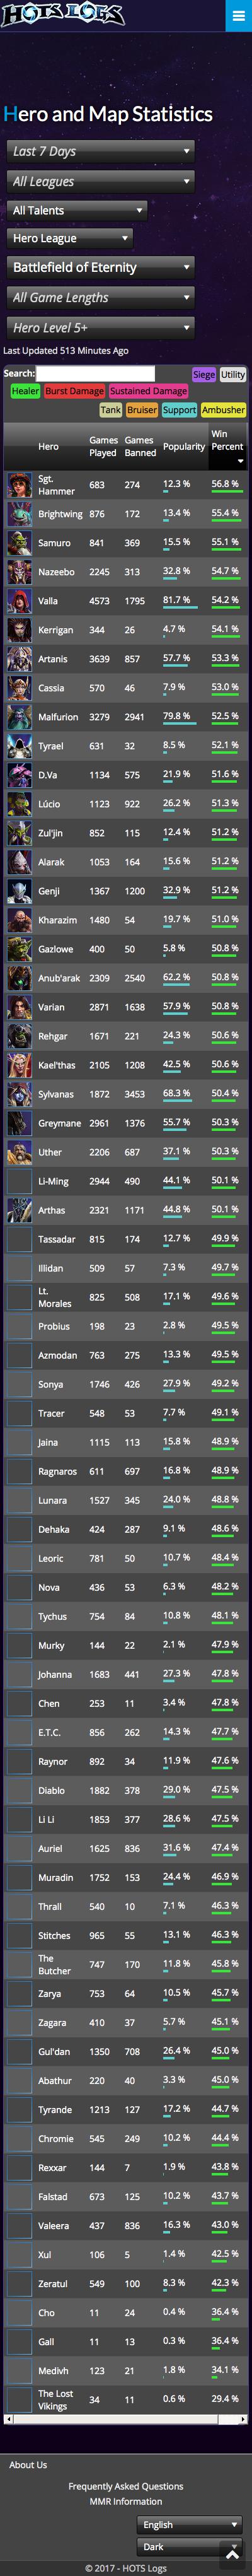 HOTS LOGS
Hero and Map Statistics
Last 7 Days
All Leagues
All Talents
Hero League
Battlefield of Eternity
All Game Lengths
Hero Level 5+
Last Updated 513 Minutes Ago
Search: Siege Utility
Healer Burst Damage Sustained Damage
Tank Bruiser Support Ambusher
Hero Games Played Games Banned Popularity Win Percent
Sgt. Hammer 683 274 12.3 % 56.8 %
Brightwing 876 172 13.4 % 55.4 %
Samuro 841 369 15.5 % 55.1 %
Nazeebo 2245 313 32.8 % 54.7 %
Valla 4573 1795 81.7 % 54.2 %
Kerrigan 344 26 4.7 % 54.1 %
Artanis 3639 857 57.7 % 53.3 %
Cassia 570 46 7.9 % 53.0 %
Malfurion 3279 2941 79.8 % 52.5 %
Tyrael 631 32 8.5 % 52.1 %
D.Va 1134 575 21.9 % 51.6 %
Lúcio 1123 922 26.2 % 51.3 %
Zul'jin 852 115 12.4 % 51.2 %
Alarak 1053 164 15.6 % 51.2 %
Genji 1367 1200 32.9 % 51.2 %
Kharazim 1480 54 19.7 % 51.0 %
Gazlowe 400 50 5.8 % 50.8 %
Anub'arak 2309 2540 62.2 % 50.8 %
Varian 2871 1638 57.9 % 50.8 %
Rehgar 1671 221 24.3 % 50.6 %
Kael'thas 2105 1208 42.5 % 50.6 %
Sylvanas 1872 3453 68.3 % 50.4 %
Greymane 2961 1376 55.7 % 50.3 %
Uther 2206 687 37.1 % 50.3 %
Li-Ming 2944 490 44.1 % 50.1 %
Arthas 2321 1171 44.8 % 50.1 %
Tassadar 815 174 12.7 % 49.9 %
Illidan 509 57 7.3 % 49.7 %
Lt. Morales 825 508 17.1 % 49.6 %
Probius 198 23 2.8 % 49.5 %
Azmodan 763 275 13.3 % 49.5 %
Sonya 1746 426 27.9 % 49.2 %
Tracer 548 53 7.7 % 49.1 %
Jaina 1115 113 15.8 % 48.9 %
Ragnaros 611 697 16.8 % 48.9 %
Lunara 1527 345 24.0 % 48.8 %
Dehaka 424 287 9.1 % 48.6 %
Leoric 781 50 10.7 % 48.4 %
Nova 436 53 6.3 % 48.2 %
Tychus 754 84 10.8 % 48.1 %
Murky 144 22 2.1 % 47.9 %
Johanna 1683 441 27.3 % 47.8 %
Chen 253 11 3.4 % 47.8 %
E.T.C. 856 262 14.3 % 47.7 %
Raynor 892 34 11.9 % 47.6 %
Diablo 1882 378 29.0 % 47.5 %
Li Li 1853 377 28.6 % 47.5 %
Auriel 1625 836 31.6 % 47.4 %
Muradin 1752 153 24.4 % 46.9 %
Thrall 540 10 7.1 % 46.3 %
Stitches 965 55 13.1 % 46.3 %
The Butcher 747 170 11.8 % 45.8 %
Zarya 753 64 10.5 % 45.7 %
Zagara 410 37 5.7 % 45.1 %
Gul'dan 1350 708 26.4 % 45.0 %
Abathur 220 40 3.3 % 45.0 %
Tyrande 1213 127 17.2 % 44.7 %
Chromie 545 249 10.2 % 44.4 %
Rexxar 144 7 1.9 % 43.8 %
Falstad 673 125 10.2 % 43.7 %
Valeera 437 836 16.3 % 43.0 %
Xul 106 5 1.4 % 42.5 %
Zeratul 549 100 8.3 % 42.3 %
Cho 11 24 0.4 % 36.4 %
Gall 11 13 0.3 % 36.4 %
Medivh 123 21 1.8 % 34.1 %
The Lost Vikings 34 11 0.6 % 29.4 %
About Us
Frequently Asked Questions
MMR Information
English
Dark
© 2017 - HOTS Logs